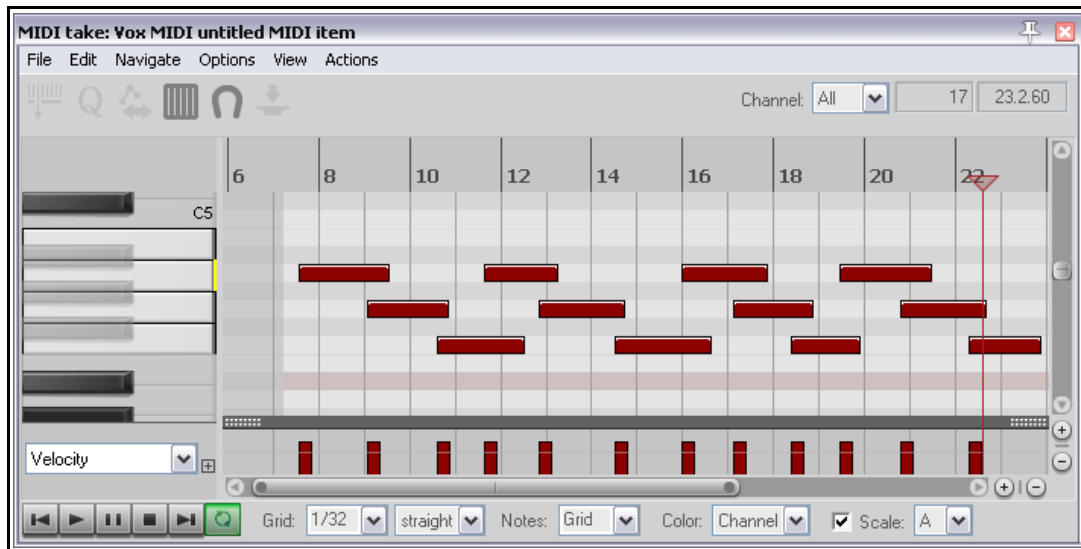 MIDI take: Vox MIDI untitled MIDI item
File Edit Navigate Options View Actions
Q Channel: All 17 23.2.60
6 8 10 12 14 16 18 20 22
C5
Velocity
Grid: 1/32 straight Notes: Grid Color: Channel Scale: A